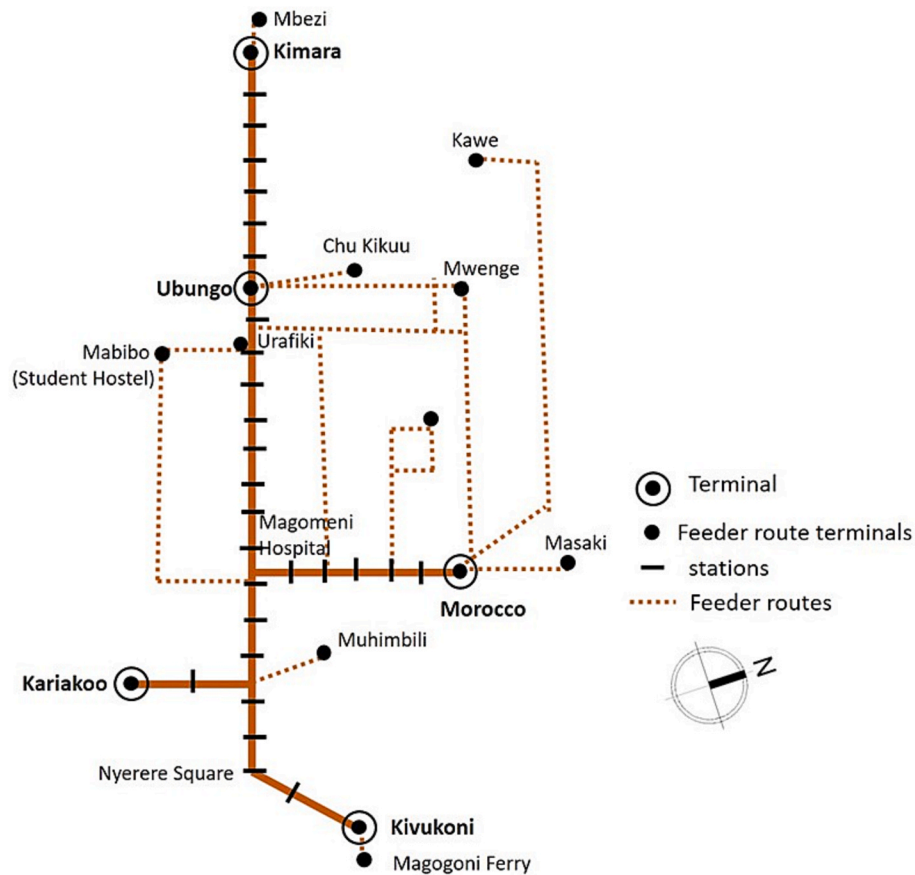 Mbezi
Kimara
Kawe
Chu Kikuu
Mwenge
Ubungo
Urafiki
Mabibo
(Student Hostel)
Terminal
Feeder route terminals
Magomeni
Hospital
Masaki
stations
Feeder routes
Morocco
Muhimbili
N
Kariakoo
Nyerere Square
Kivukoni
Magogoni Ferry